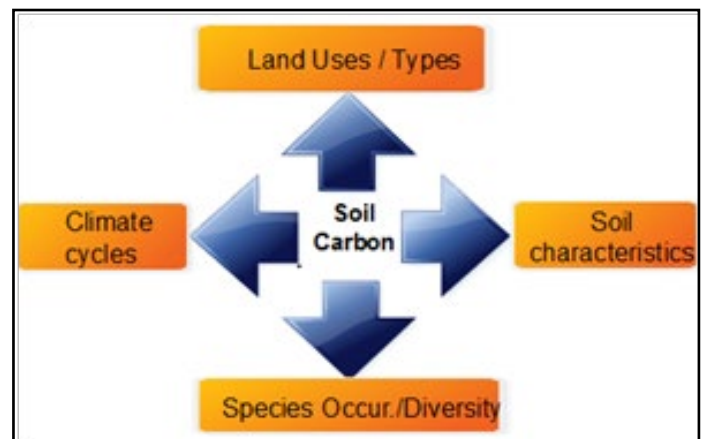 Land Uses / Types
Climate
cycles
Soil
Carbon
Soil
characteristics
Species Occur./Diversity